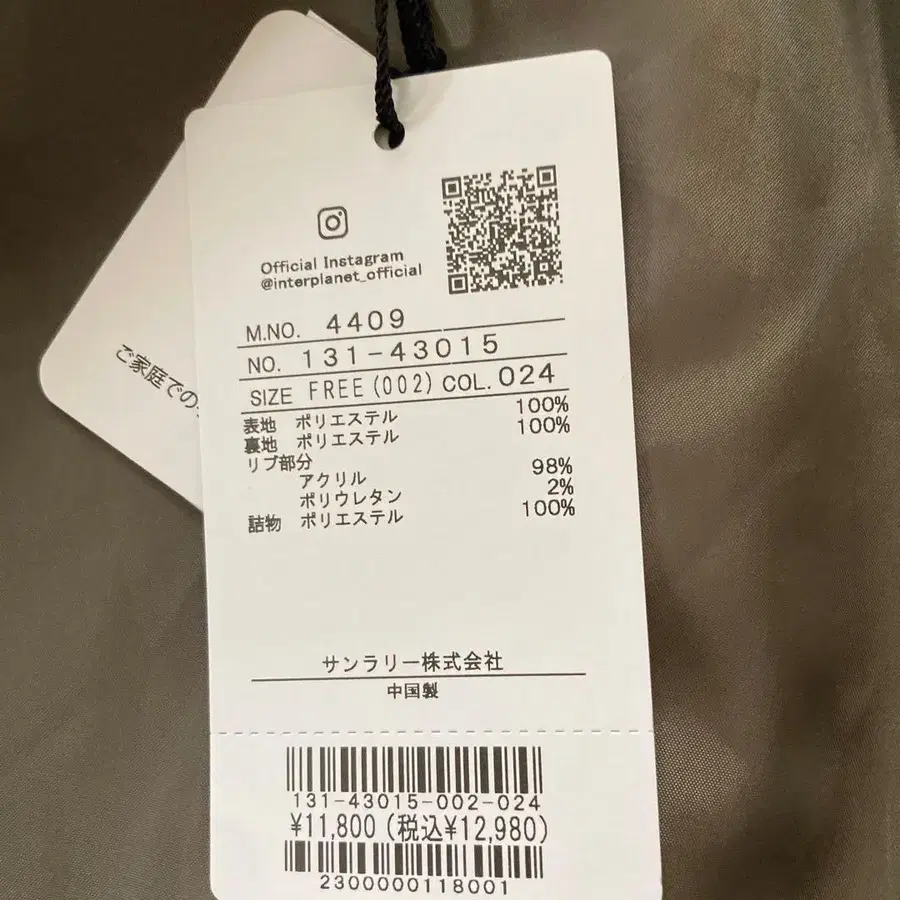 Official Instagram
@interplanet_official
M.NO. 4409
NO. 131-43015
SIZE FREE(002) COL. 024
表地 ポリエステル 100%
裏地 ポリエステル 100%
リブ部分
アクリル 98%
ポリウレタン 2%
詰物 ポリエステル 100%
サンラリー株式会社
中国製
131-43015-002-024
¥11,800 (税込¥12,980)
2300000118001
ご家庭での